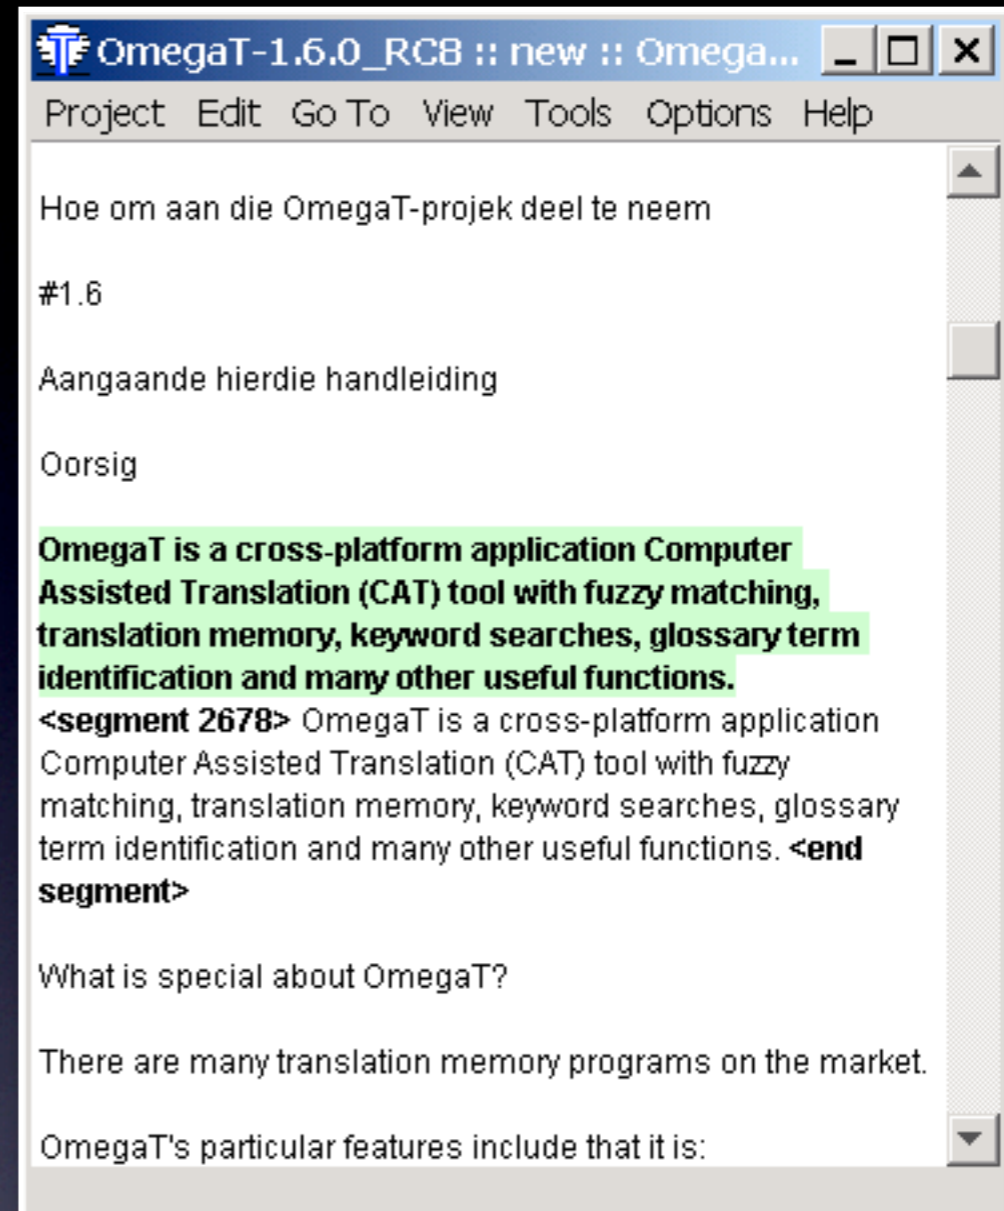 OmegaT-1.6.0_RC8 :: new :: Omega...
Project Edit Go To View Tools Options Help
Hoe om aan die OmegaT-projek deel te neem
#1.6
Aangaande hierdie handleiding
Oorsig
OmegaT is a cross-platform application Computer
Assisted Translation (CAT) tool with fuzzy matching,
translation memory, keyword searches, glossary term
identification and many other useful functions.
<segment 2678> OmegaT is a cross-platform application
Computer Assisted Translation (CAT) tool with fuzzy
matching, translation memory, keyword searches, glossary
term identification and many other useful functions. <end
segment>
What is special about OmegaT?
There are many translation memory programs on the market.
OmegaT's particular features include that it is: